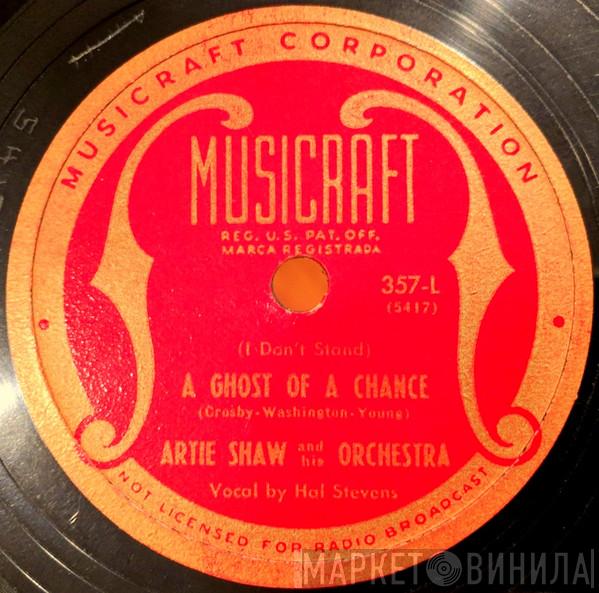 MUSICRAFT CORPORATION
MUSICRAFT
REG. U.S. PAT. OFF.
MARCA REGISTRADA
357-L
(5417)
(I Don't Stand)
A GHOST OF A CHANCE
(Crosby-Washington-Young)
ARTIE SHAW and his ORCHESTRA
Vocal by Hal Stevens
NOT LICENSED FOR RADIO BROADCAST
МАРКЕТ ВИНИЛА